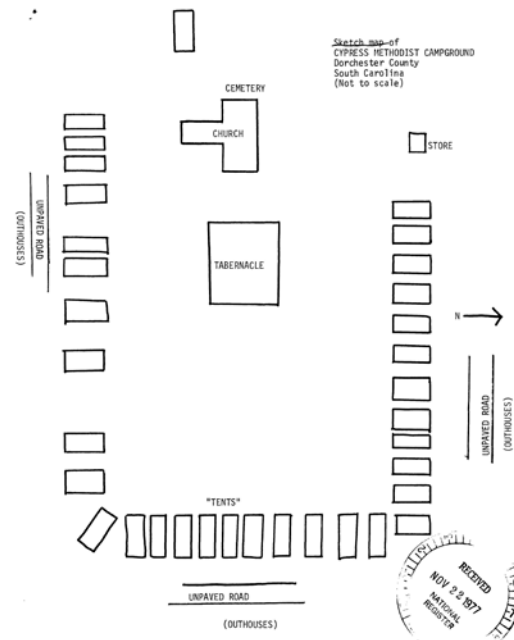 Sketch map of
CYPRESS METHODIST CAMPGROUND
Dorchester County
South Carolina
(Not to scale)
CEMETERY
CHURCH
STORE
UNPAVED ROAD
(OUTHOUSES)
TABERNACLE
N
UNPAVED ROAD
(OUTHOUSES)
"TENTS"
UNPAVED ROAD
(OUTHOUSES)
RECEIVED
NOV 22 1977
NATIONAL
REGISTER